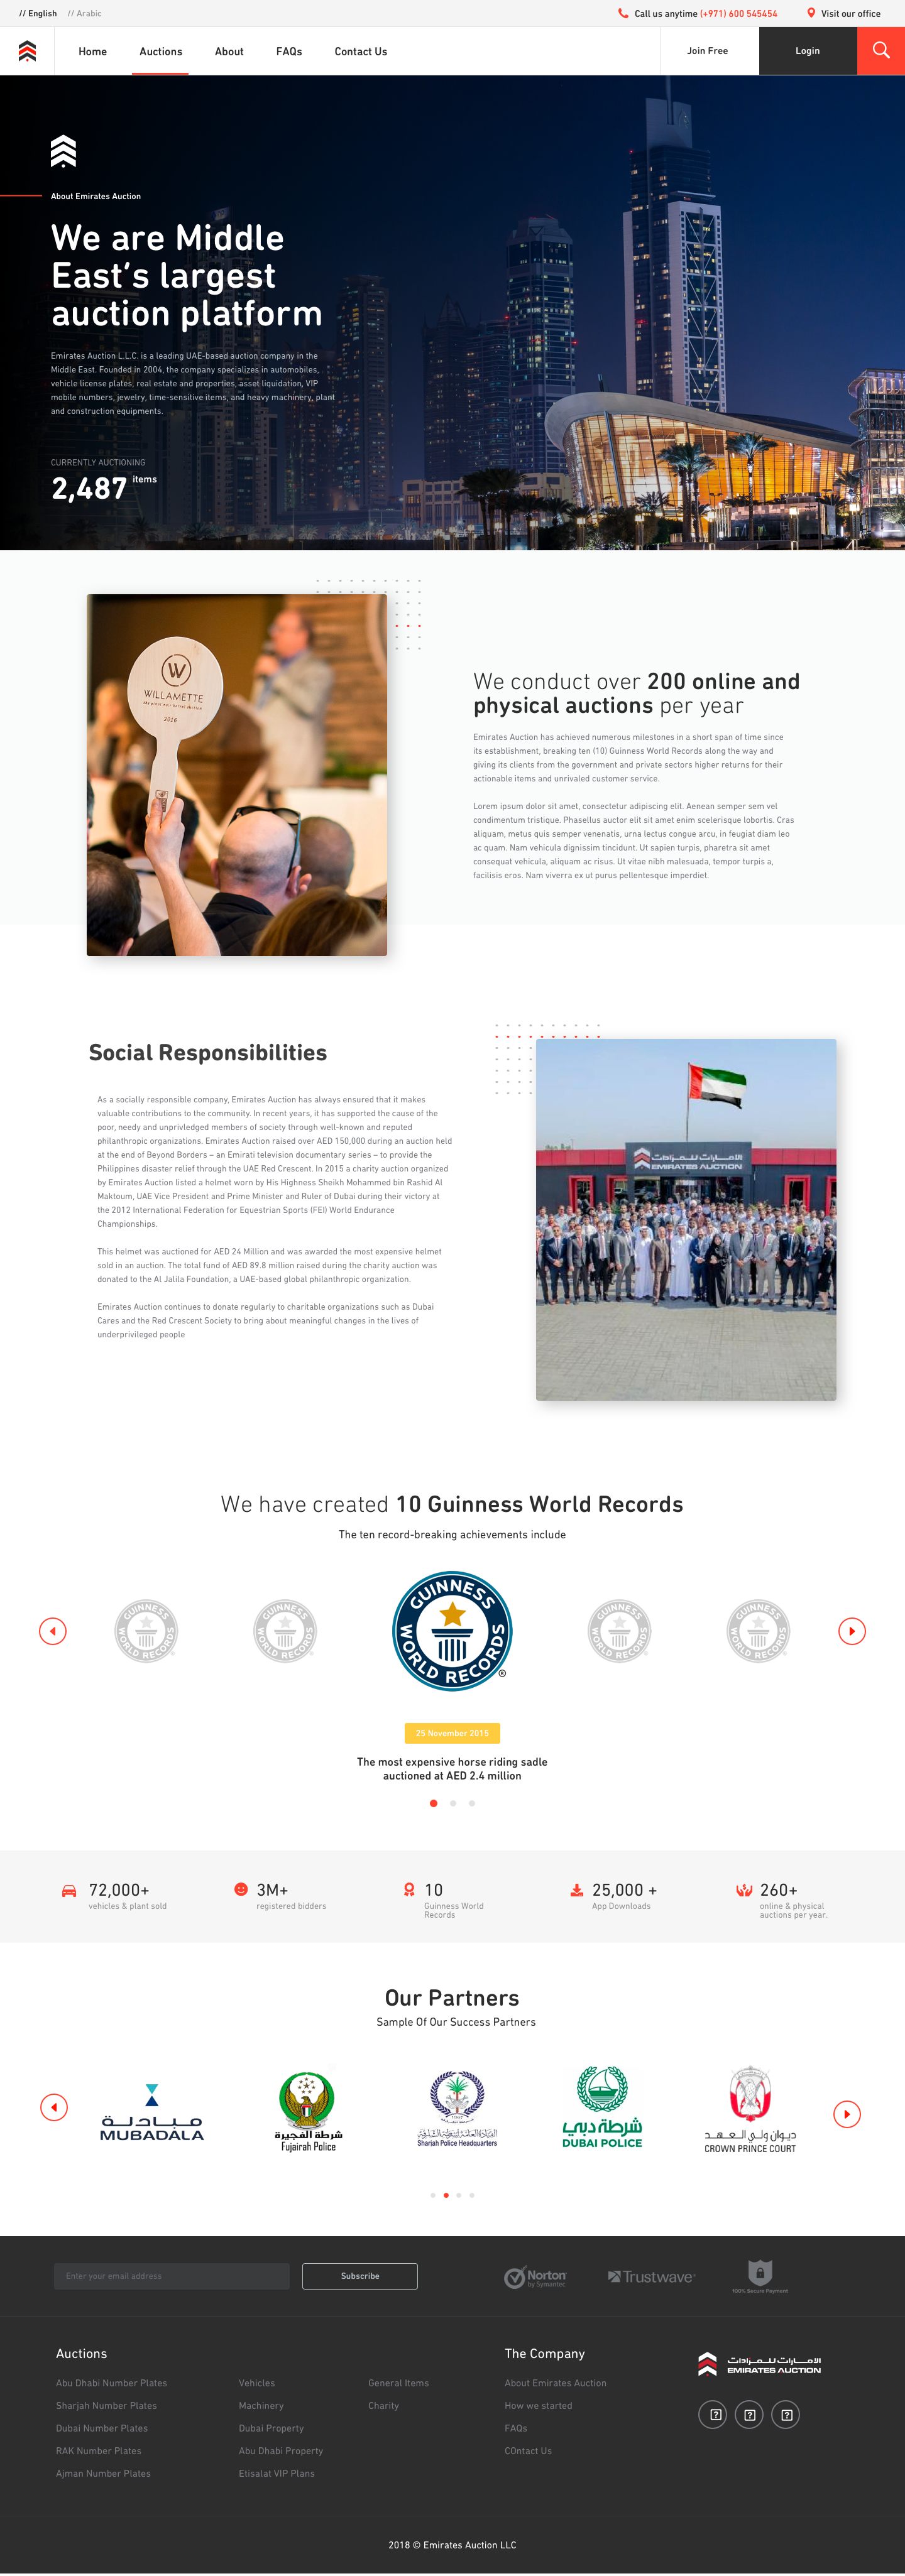 // English // Arabic
Call us anytime (+971) 600 545454
Visit our office
Home Auctions About FAQs Contact Us
Join Free Login
About Emirates Auction
We are Middle
East's largest
auction platform
Emirates Auction L.L.C. is a leading UAE-based auction company in the
Middle East. Founded in 2004, the company specializes in automobiles,
vehicle license plates, real estate and properties, asset liquidation, VIP
mobile numbers, jewelry, time-sensitive items, and heavy machinery, plant
and construction equipments.
CURRENTLY AUCTIONING
2,487 items
W
WILLAMETTE
the pinot noir barrel auction
2016
We conduct over 200 online and
physical auctions per year
Emirates Auction has achieved numerous milestones in a short span of time since
its establishment, breaking ten (10) Guinness World Records along the way and
giving its clients from the government and private sectors higher returns for their
actionable items and unrivaled customer service.
Lorem ipsum dolor sit amet, consectetur adipiscing elit. Aenean semper sem vel
condimentum tristique. Phasellus auctor elit sit amet enim scelerisque lobortis. Cras
aliquam, metus quis semper venenatis, urna lectus congue arcu, in feugiat diam leo
ac quam. Nam vehicula dignissim tincidunt. Ut sapien turpis, pharetra sit amet
consequat vehicula, aliquam ac risus. Ut vitae nibh malesuada, tempor turpis a,
facilisis eros. Nam viverra ex ut purus pellentesque imperdiet.
Social Responsibilities
As a socially responsible company, Emirates Auction has always ensured that it makes
valuable contributions to the community. In recent years, it has supported the cause of the
poor, needy and unprivledged members of society through well-known and reputed
philanthropic organizations. Emirates Auction raised over AED 150,000 during an auction held
at the end of Beyond Borders – an Emirati television documentary series – to provide the
Philippines disaster relief through the UAE Red Crescent. In 2015 a charity auction organized
by Emirates Auction listed a helmet worn by His Highness Sheikh Mohammed bin Rashid Al
Maktoum, UAE Vice President and Prime Minister and Ruler of Dubai during their victory at
the 2012 International Federation for Equestrian Sports (FEI) World Endurance
Championships.
This helmet was auctioned for AED 24 Million and was awarded the most expensive helmet
sold in an auction. The total fund of AED 89.8 million raised during the charity auction was
donated to the Al Jalila Foundation, a UAE-based global philanthropic organization.
Emirates Auction continues to donate regularly to charitable organizations such as Dubai
Cares and the Red Crescent Society to bring about meaningful changes in the lives of
underprivileged people
الإمارات للمزادات
EMIRATES AUCTION
We have created 10 Guinness World Records
The ten record-breaking achievements include
GUINNESS WORLD RECORDS
GUINNESS WORLD RECORDS
GUINNESS WORLD RECORDS ®
GUINNESS WORLD RECORDS
GUINNESS WORLD RECORDS
25 November 2015
The most expensive horse riding sadle
auctioned at AED 2.4 million
72,000+
vehicles & plant sold
3M+
registered bidders
10
Guinness World
Records
25,000 +
App Downloads
260+
online & physical
auctions per year.
Our Partners
Sample Of Our Success Partners
مبادلة
MUBADALA
شرطة الفجيرة
Fujairah Police
Sharjah Police Headquarters
شرطة دبي
DUBAI POLICE
ديوان ولي العهد
CROWN PRINCE COURT
Enter your email address
Subscribe
Norton
by Symantec
Trustwave
100% Secure Payment
Auctions
Abu Dhabi Number Plates
Sharjah Number Plates
Dubai Number Plates
RAK Number Plates
Ajman Number Plates
Vehicles
Machinery
Dubai Property
Abu Dhabi Property
Etisalat VIP Plans
General Items
Charity
The Company
About Emirates Auction
How we started
FAQs
COntact Us
الإمارات للمزادات
EMIRATES AUCTION
? ? ?
2018 © Emirates Auction LLC